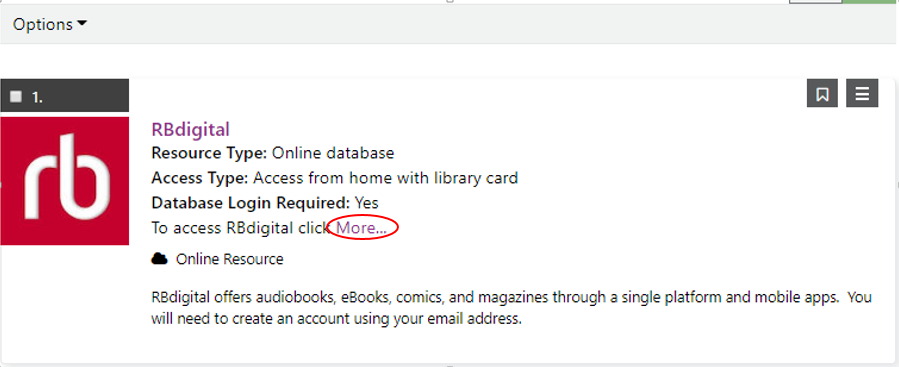 Options
1.
rb
RBdigital
Resource Type: Online database
Access Type: Access from home with library card
Database Login Required: Yes
To access RBdigital click More...
Online Resource
RBdigital offers audiobooks, eBooks, comics, and magazines through a single platform and mobile apps.  You
will need to create an account using your email address.